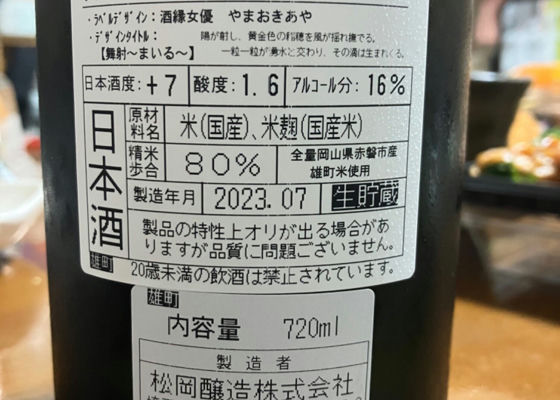 ・ラベルデザイン：酒縁女優　やまおきあや
・デザインタイトル：
【舞射～まいる～】
陽が射し、黄金色の稲穂を風が揺れ撫でる。
一粒一粒が湧水と交わり、その滴は生まれくる。
日本酒度：+7 酸度：1.6 アルコール分：16%
日本酒
雄町
原材料名 米(国産)、米麹(国産米)
精米歩合 80% 全量岡山県赤磐市産雄町米使用
製造年月 2023.07 生貯蔵
製品の特性上オリが出る場合があ
りますが品質に問題ございません。
20歳未満の飲酒は禁止されています。
雄町
内容量 720ml
製造者
松岡醸造株式会社